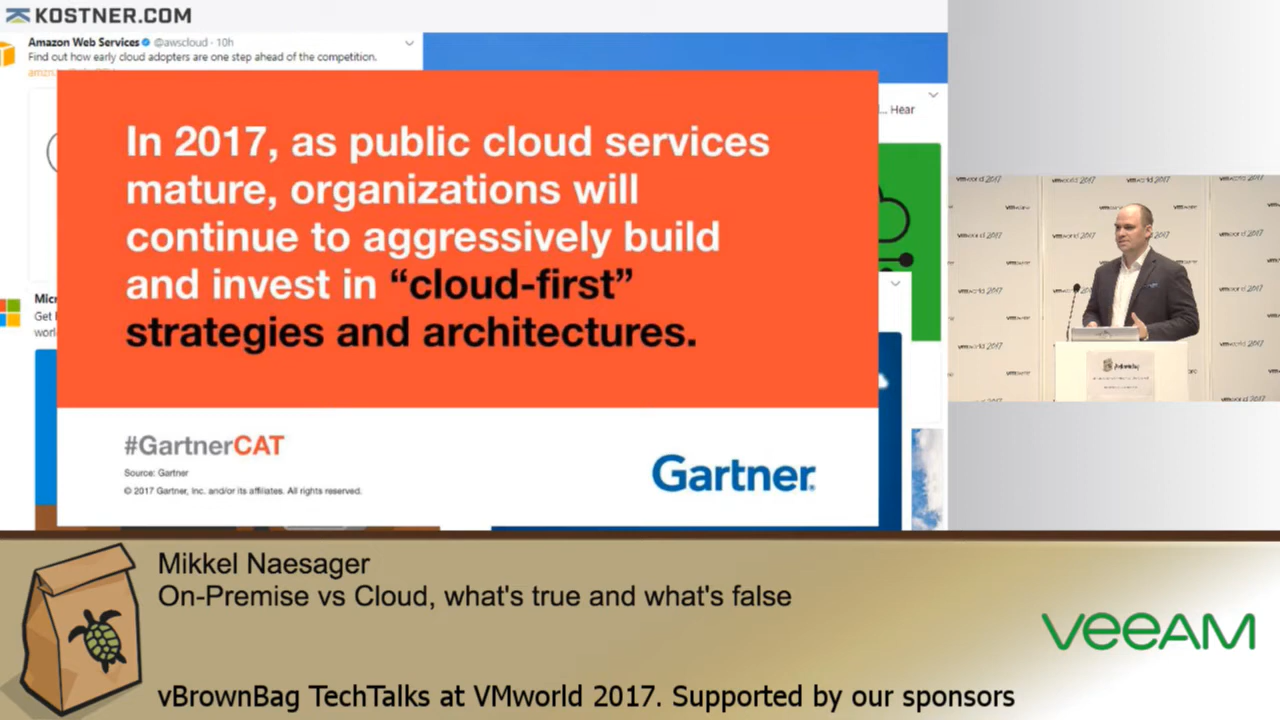 KOSTNER.COM
Amazon Web Services @awscloud · 10h
Find out how early cloud adopters are one step ahead of the competition.
... Hear
In 2017, as public cloud services
mature, organizations will
continue to aggressively build
and invest in “cloud-first”
strategies and architectures.
#GartnerCAT
Source: Gartner
© 2017 Gartner, Inc. and/or its affiliates. All rights reserved.
Gartner
vmworld 2017
vmware
vBrownBag
Mikkel Naesager
On-Premise vs Cloud, what's true and what's false
veeam
vBrownBag TechTalks at VMworld 2017. Supported by our sponsors